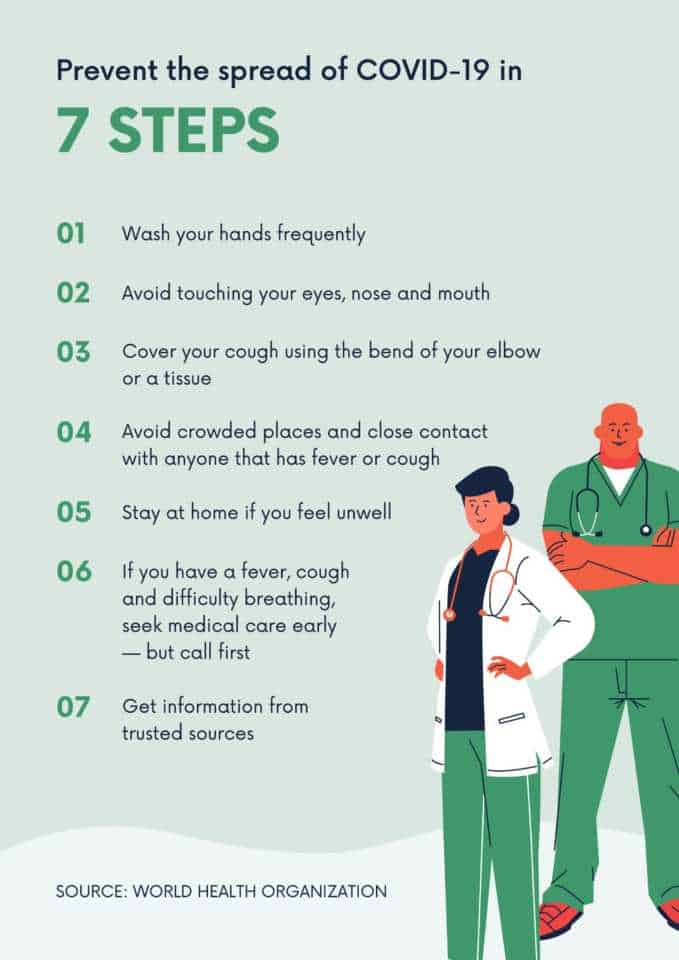 Prevent the spread of COVID-19 in
7 STEPS
01 Wash your hands frequently
02 Avoid touching your eyes, nose and mouth
03 Cover your cough using the bend of your elbow
or a tissue
04 Avoid crowded places and close contact
with anyone that has fever or cough
05 Stay at home if you feel unwell
06 If you have a fever, cough
and difficulty breathing,
seek medical care early
— but call first
07 Get information from
trusted sources
SOURCE: WORLD HEALTH ORGANIZATION